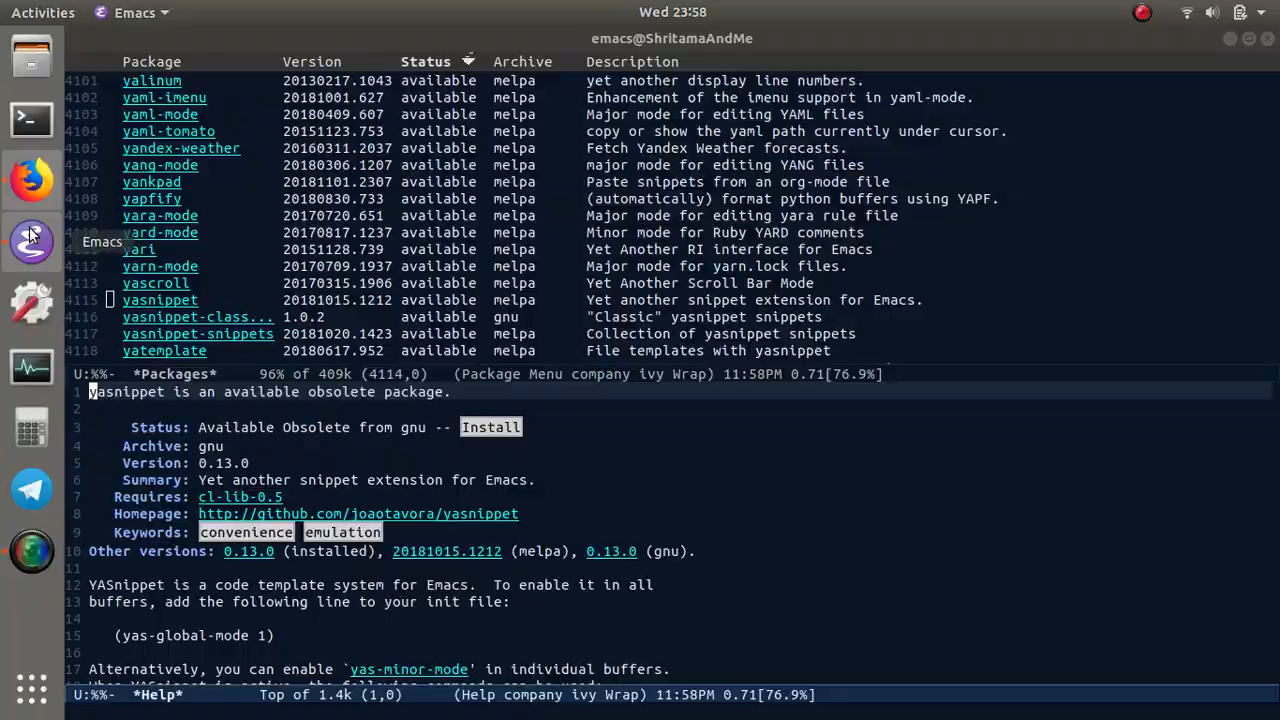 Activities Emacs Wed 23:58
emacs@ShritamaAndMe
Package Version Status Archive Description
4101 yalinum 20130217.1043 available melpa yet another display line numbers.
4102 yaml-imenu 20181001.627 available melpa Enhancement of the imenu support in yaml-mode.
4103 yaml-mode 20180409.607 available melpa Major mode for editing YAML files
4104 yaml-tomato 20151123.753 available melpa copy or show the yaml path currently under cursor.
4105 yandex-weather 20160311.2037 available melpa Fetch Yandex Weather forecasts.
4106 yang-mode 20180306.1207 available melpa major mode for editing YANG files
4107 yankpad 20181101.2307 available melpa Paste snippets from an org-mode file
4108 yapfify 20180830.733 available melpa (automatically) format python buffers using YAPF.
4109 yara-mode 20170720.651 available melpa Major mode for editing yara rule file
yard-mode 20170817.1237 available melpa Minor mode for Ruby YARD comments
Emacs
yari 20151128.739 available melpa Yet Another RI interface for Emacs
4112 yarn-mode 20170709.1937 available melpa Major mode for yarn.lock files.
4113 yascroll 20170315.1906 available melpa Yet Another Scroll Bar Mode
4115 yasnippet 20181015.1212 available melpa Yet another snippet extension for Emacs.
4116 yasnippet-class... 1.0.2 available gnu "Classic" yasnippet snippets
4117 yasnippet-snippets 20181020.1423 available melpa Collection of yasnippet snippets
4118 yatemplate 20180617.952 available melpa File templates with yasnippet
U:%%- *Packages* 96% of 409k (4114,0) (Package Menu company ivy Wrap) 11:58PM 0.71[76.9%]
1 yasnippet is an available obsolete package.
2
3 Status: Available Obsolete from gnu -- Install
4 Archive: gnu
5 Version: 0.13.0
6 Summary: Yet another snippet extension for Emacs.
7 Requires: cl-lib-0.5
8 Homepage: http://github.com/joaotavora/yasnippet
9 Keywords: convenience emulation
10 Other versions: 0.13.0 (installed), 20181015.1212 (melpa), 0.13.0 (gnu).
11
12 YASnippet is a code template system for Emacs. To enable it in all
13 buffers, add the following line to your init file:
14
15 (yas-global-mode 1)
16
17 Alternatively, you can enable `yas-minor-mode' in individual buffers.
U:%%- *Help* Top of 1.4k (1,0) (Help company ivy Wrap) 11:58PM 0.71[76.9%]